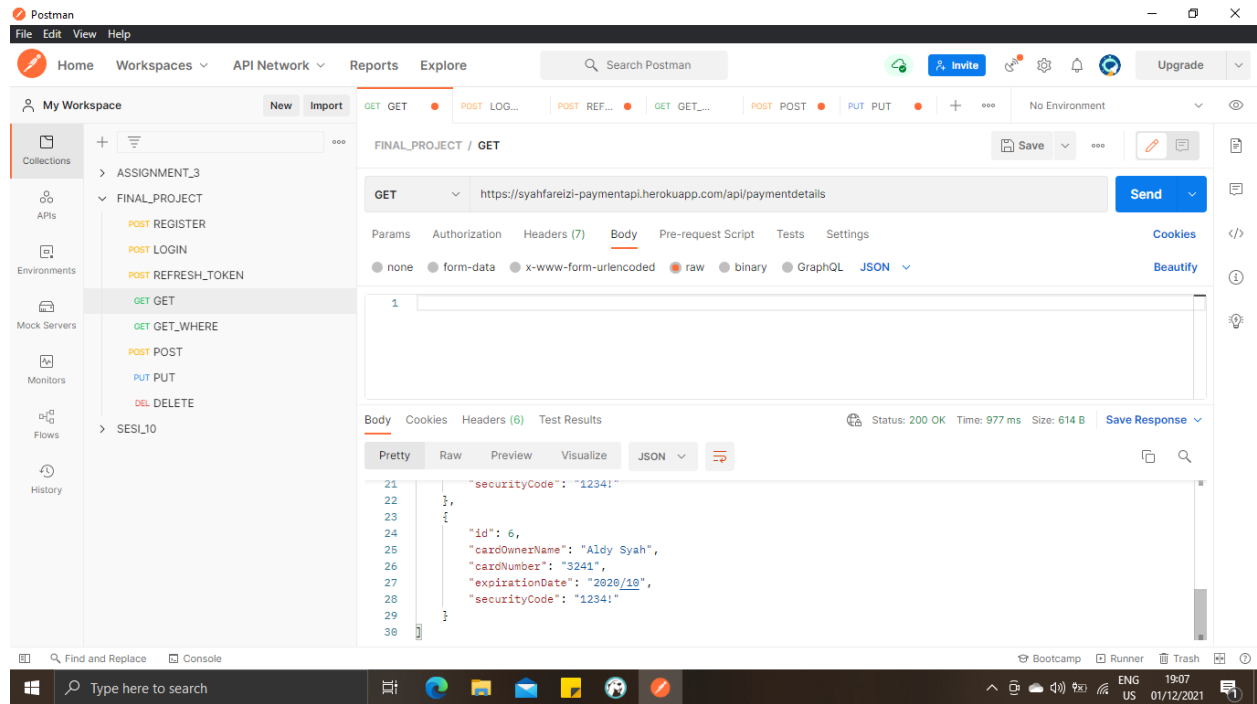 Postman
File Edit View Help
Home Workspaces API Network Reports Explore Search Postman Invite Upgrade
My Workspace New Import GET GET POST LOG... POST REF... GET GET_... POST POST PUT PUT No Environment
Collections
APIs
Environments
Mock Servers
Monitors
Flows
History
ASSIGNMENT_3
FINAL_PROJECT
POST REGISTER
POST LOGIN
POST REFRESH_TOKEN
GET GET
GET GET_WHERE
POST POST
PUT PUT
DEL DELETE
SESI_10
FINAL_PROJECT / GET Save
GET https://syahfareizi-paymentapi.herokuapp.com/api/paymentdetails Send
Params Authorization Headers (7) Body Pre-request Script Tests Settings Cookies
none form-data x-www-form-urlencoded raw binary GraphQL JSON Beautify
1
Body Cookies Headers (6) Test Results Status: 200 OK Time: 977 ms Size: 614 B Save Response
Pretty Raw Preview Visualize JSON
21 "securityCode": "1234!"
22 },
23 {
24 "id": 6,
25 "cardOwnerName": "Aldy Syah",
26 "cardNumber": "3241",
27 "expirationDate": "2020/10",
28 "securityCode": "1234!"
29 }
30 ]
Find and Replace Console Bootcamp Runner Trash
Type here to search ENG 19:07
US 01/12/2021 1